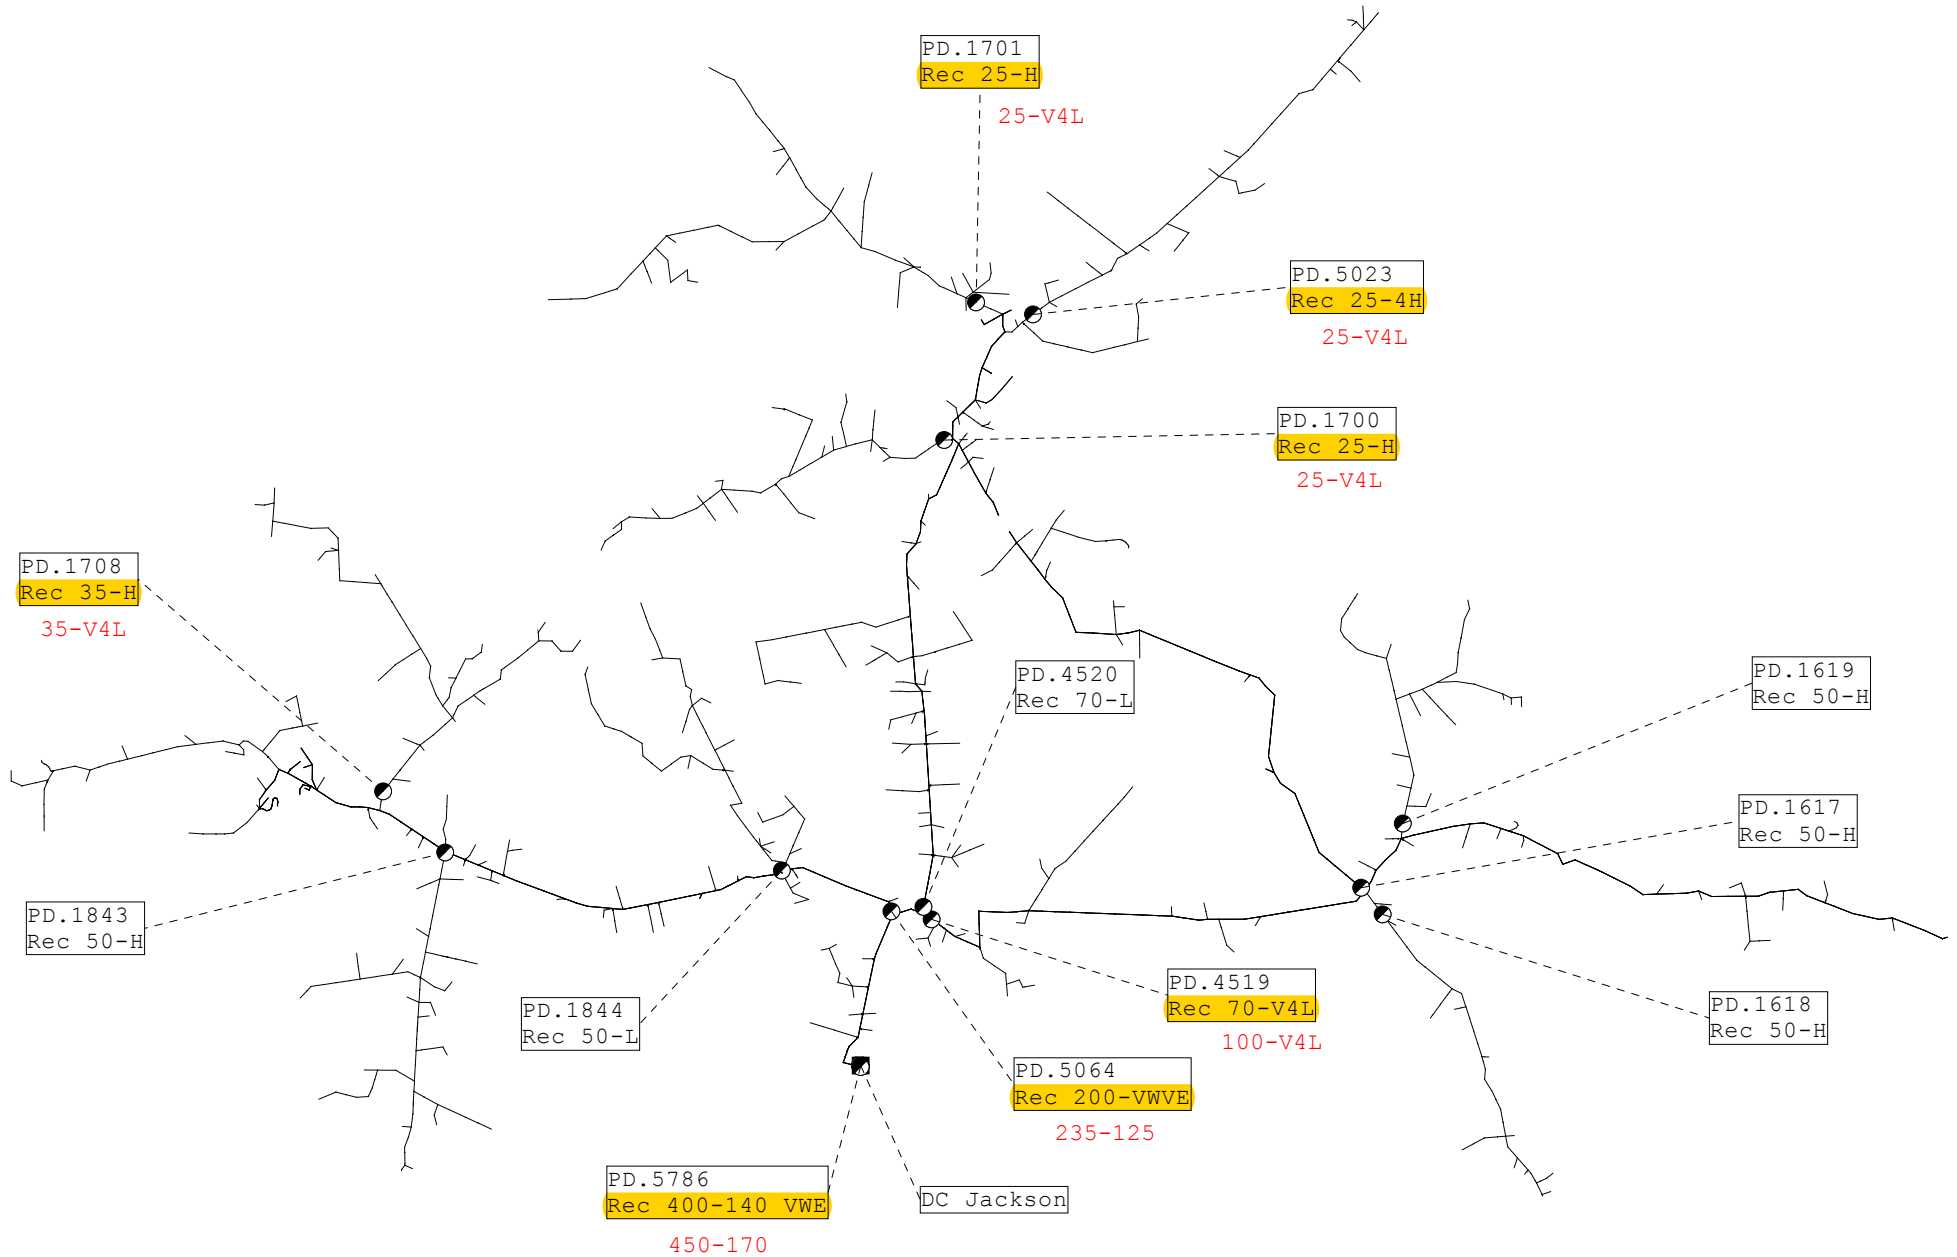 PD.1701
Rec 25-H
25-V4L
PD.5023
Rec 25-4H
25-V4L
PD.1700
Rec 25-H
25-V4L
PD.1708
Rec 35-H
35-V4L
PD.4520
Rec 70-L
PD.1619
Rec 50-H
PD.1617
Rec 50-H
PD.1843
Rec 50-H
PD.1844
Rec 50-L
PD.4519
Rec 70-V4L
100-V4L
PD.1618
Rec 50-H
PD.5064
Rec 200-VWVE
235-125
PD.5786
Rec 400-140 VWE
450-170
DC Jackson